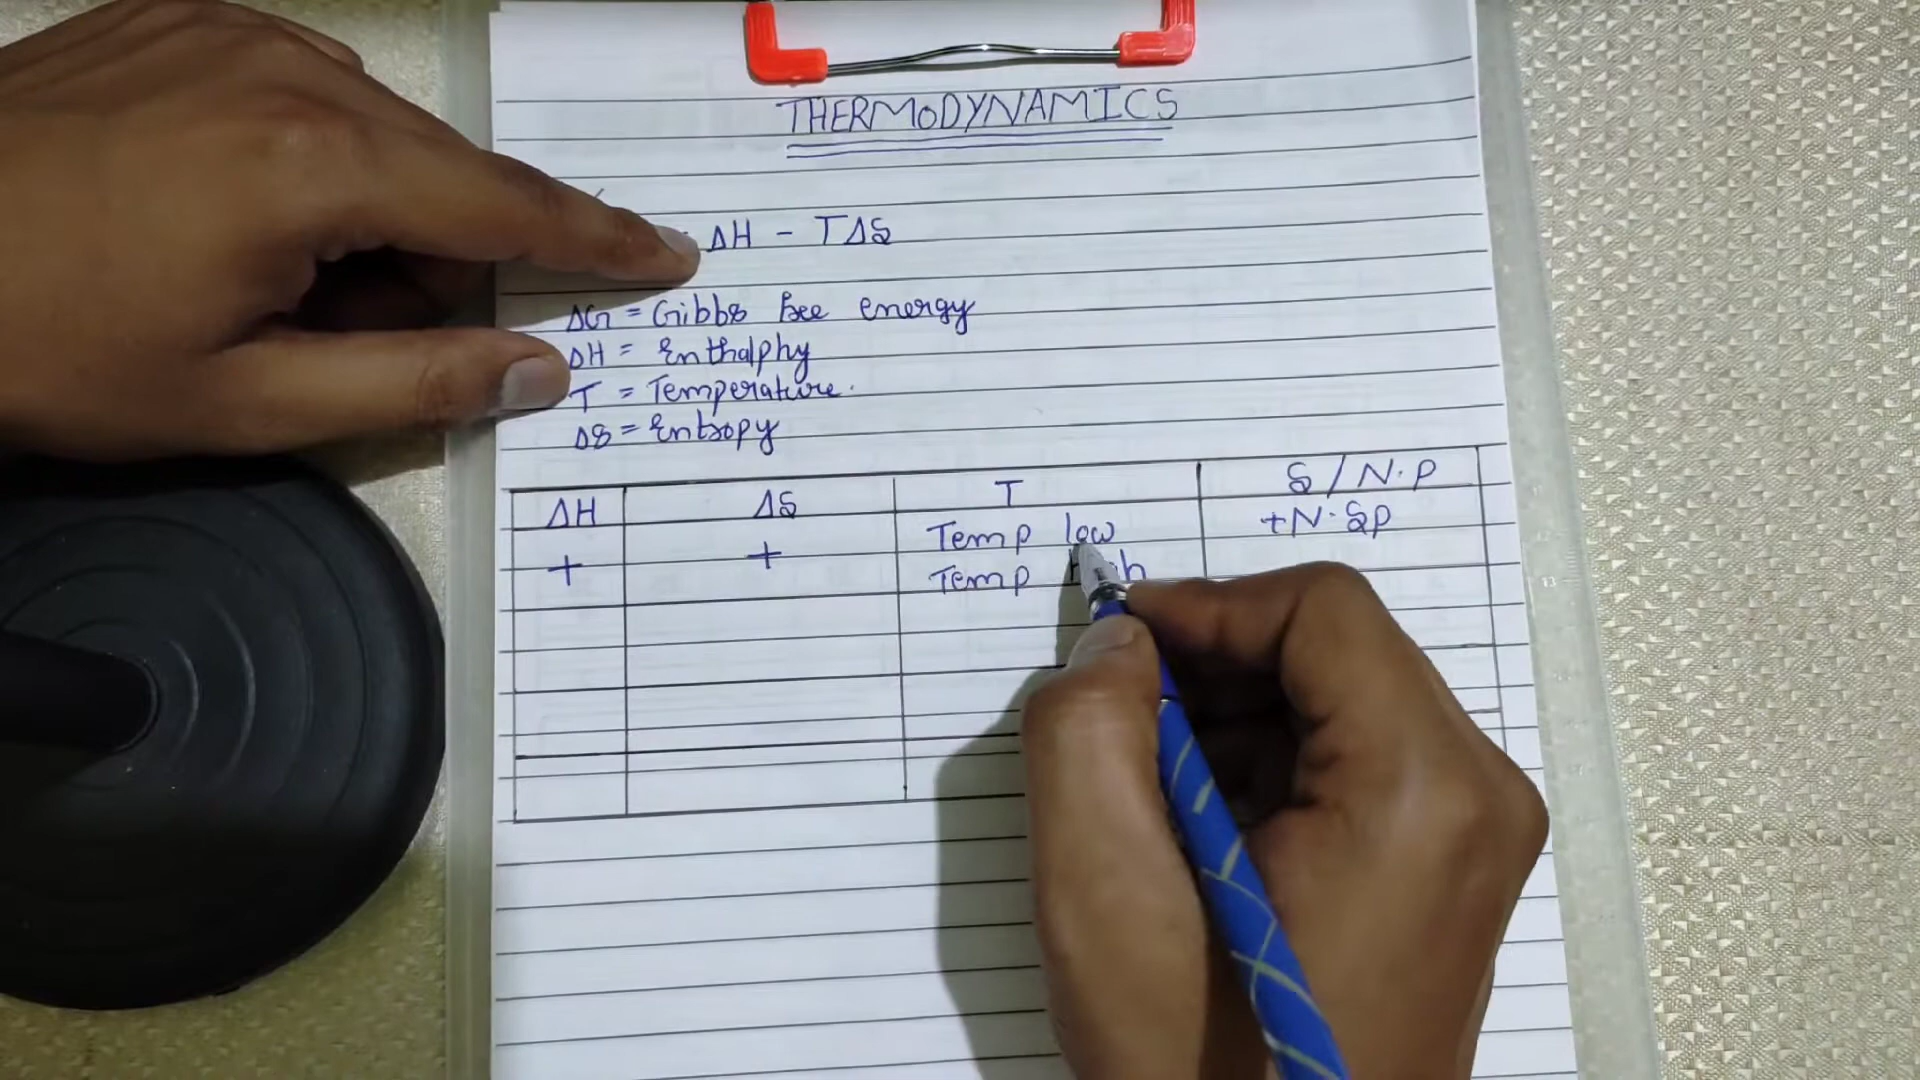 THERMODYNAMICS
ΔH - TΔS
ΔG = Gibbs free energy
ΔH = Enthalphy
T = Temperature.
ΔS = Entropy
ΔH ΔS T S / N.P
Temp low +N.SP
+ +
Temp